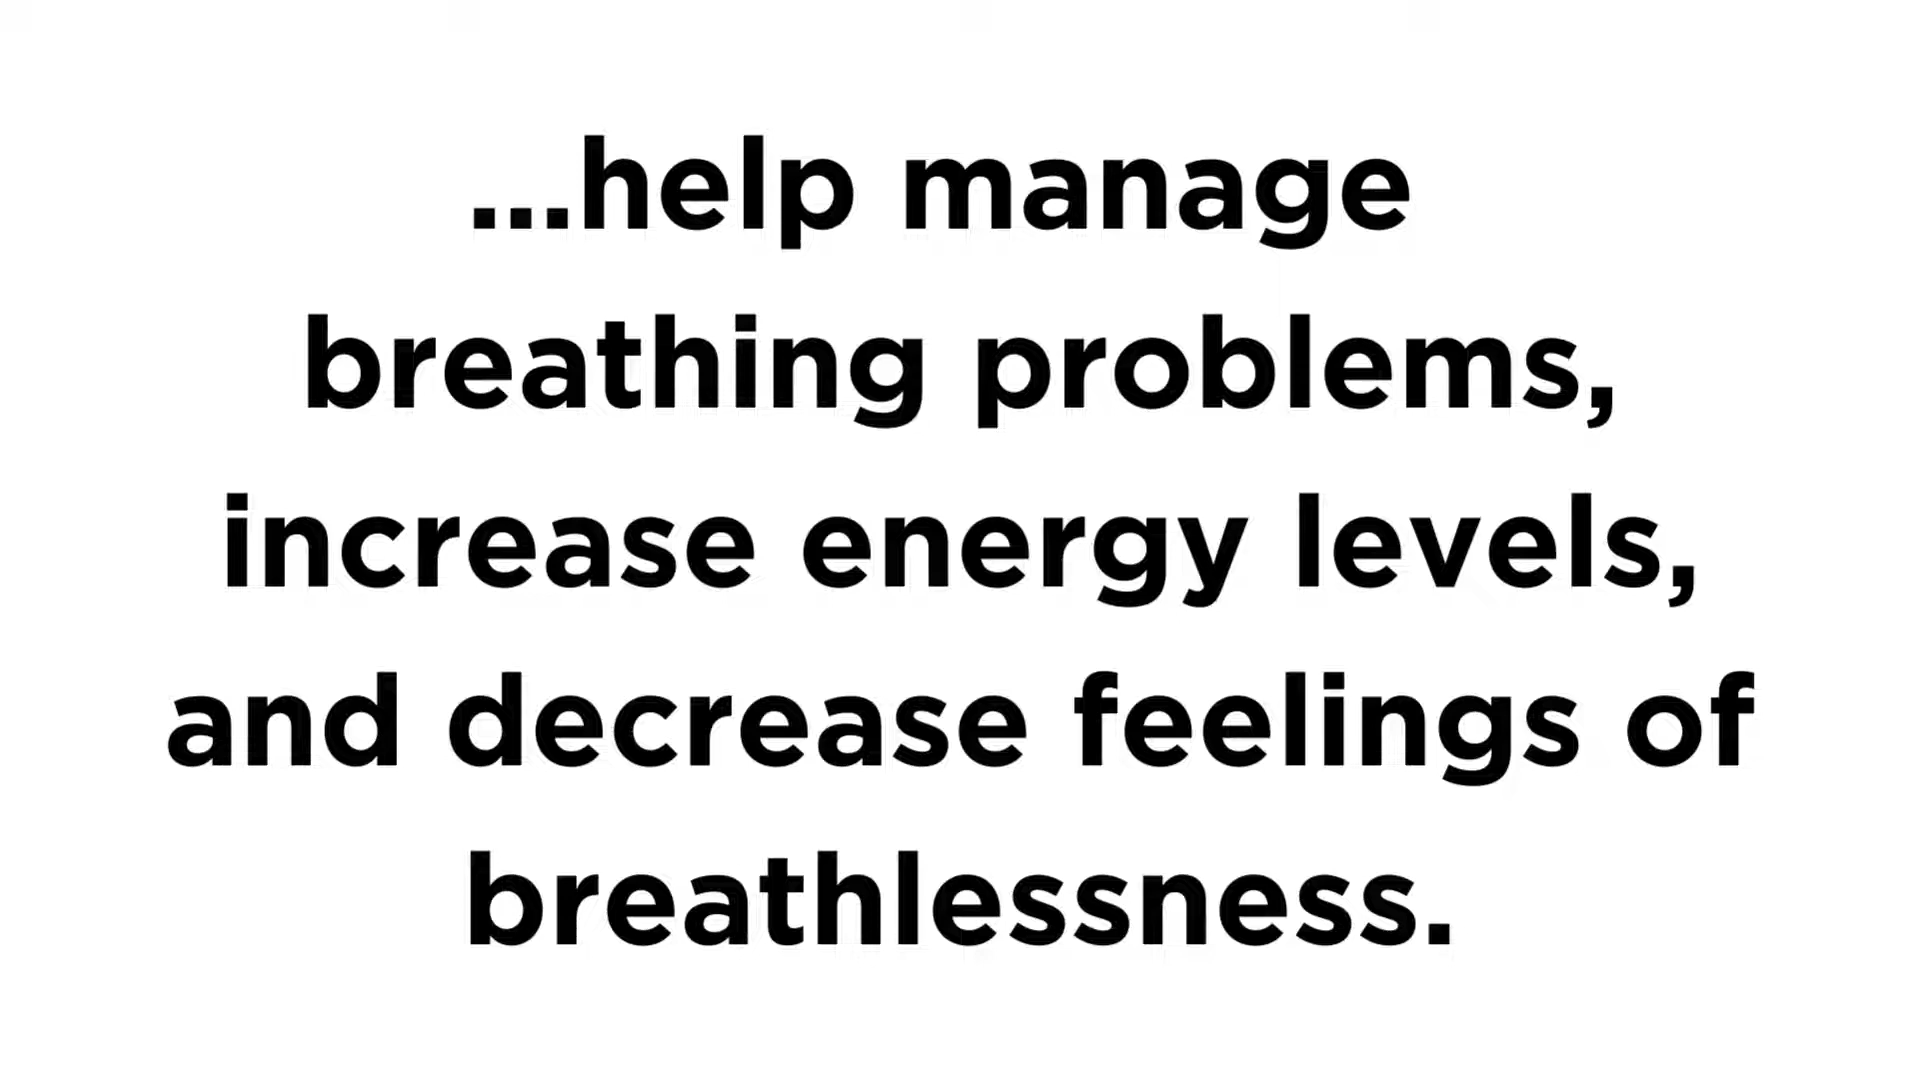 ...help manage
breathing problems,
increase energy levels,
and decrease feelings of
breathlessness.